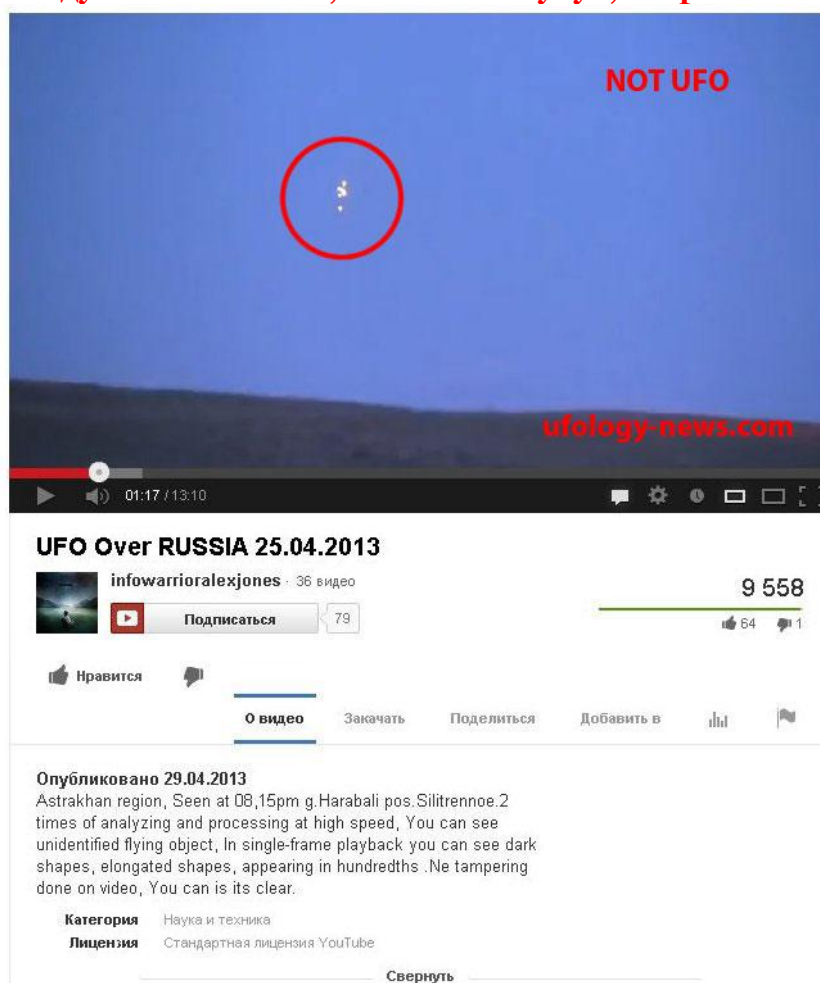 NOT UFO
ufology-news.com
01:17 / 13:10
UFO Over RUSSIA 25.04.2013
infowarrioralexjones · 36 видео
9 558
Подписаться 79
64 1
Нравится
О видео Закачать Поделиться Добавить в
Опубликовано 29.04.2013
Astrakhan region, Seen at 08,15pm g.Harabali pos.Silitrennoe.2
times of analyzing and processing at high speed, You can see
unidentified flying object, In single-frame playback you can see dark
shapes, elongated shapes, appearing in hundredths .Ne tampering
done on video, You can is its clear.
Категория Наука и техника
Лицензия Стандартная лицензия YouTube
Свернуть